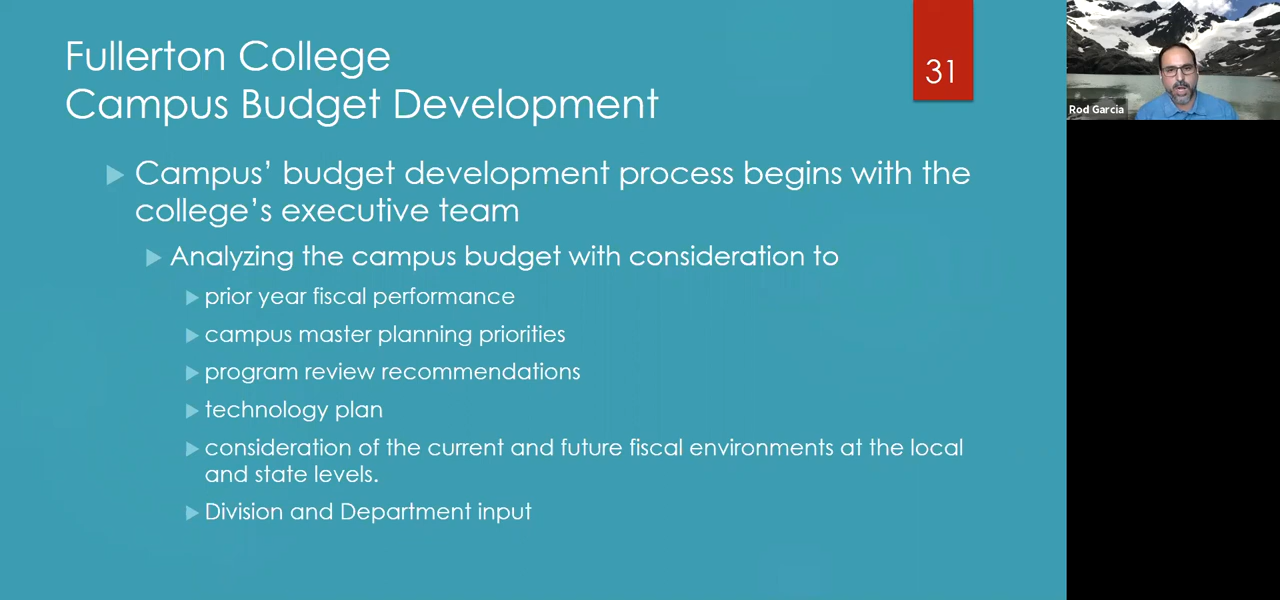 Fullerton College
Campus Budget Development
31
Campus’ budget development process begins with the
college’s executive team
Analyzing the campus budget with consideration to
prior year fiscal performance
campus master planning priorities
program review recommendations
technology plan
consideration of the current and future fiscal environments at the local
and state levels.
Division and Department input
Rod Garcia